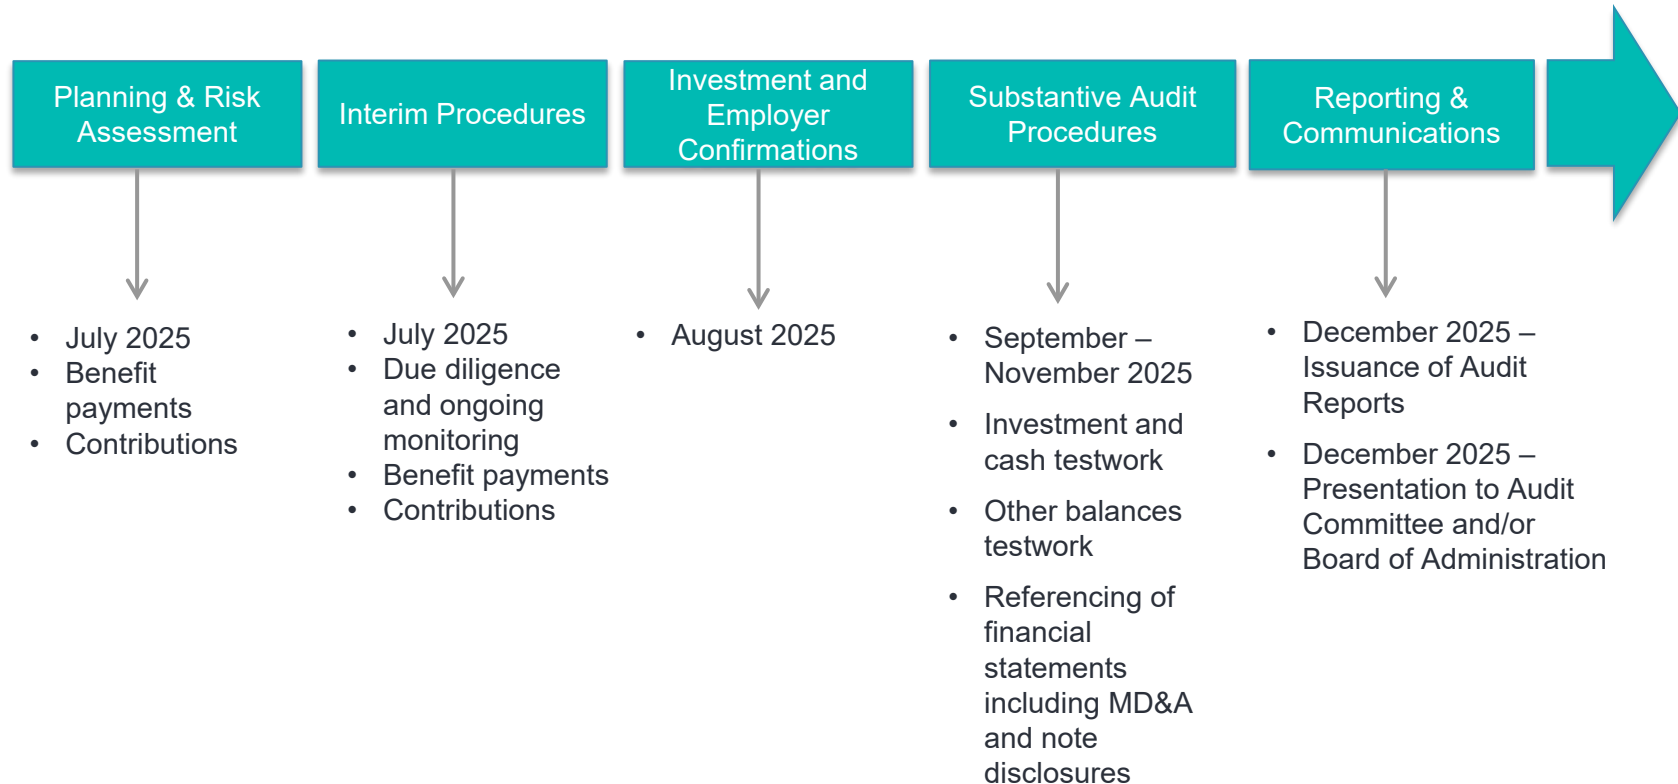 Planning & Risk
Assessment
Interim Procedures
Investment and
Employer
Confirmations
Substantive Audit
Procedures
Reporting &
Communications
• July 2025
• Benefit
payments
• Contributions
• July 2025
• Due diligence
and ongoing
monitoring
• Benefit payments
• Contributions
• August 2025
• September –
November 2025
• Investment and
cash testwork
• Other balances
testwork
• Referencing of
financial
statements
including MD&A
and note
disclosures
• December 2025 –
Issuance of Audit
Reports
• December 2025 –
Presentation to Audit
Committee and/or
Board of Administration